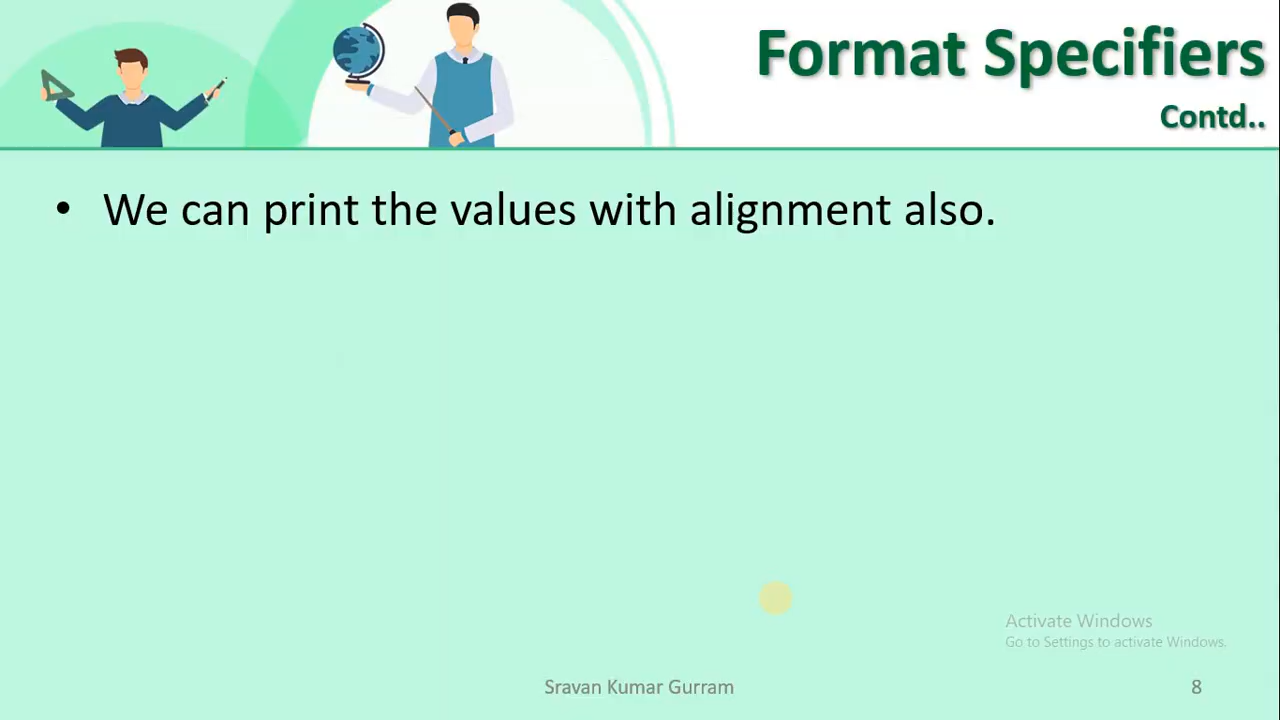 Format Specifiers
Contd..
• We can print the values with alignment also.
Activate Windows
Go to Settings to activate Windows.
Sravan Kumar Gurram
8